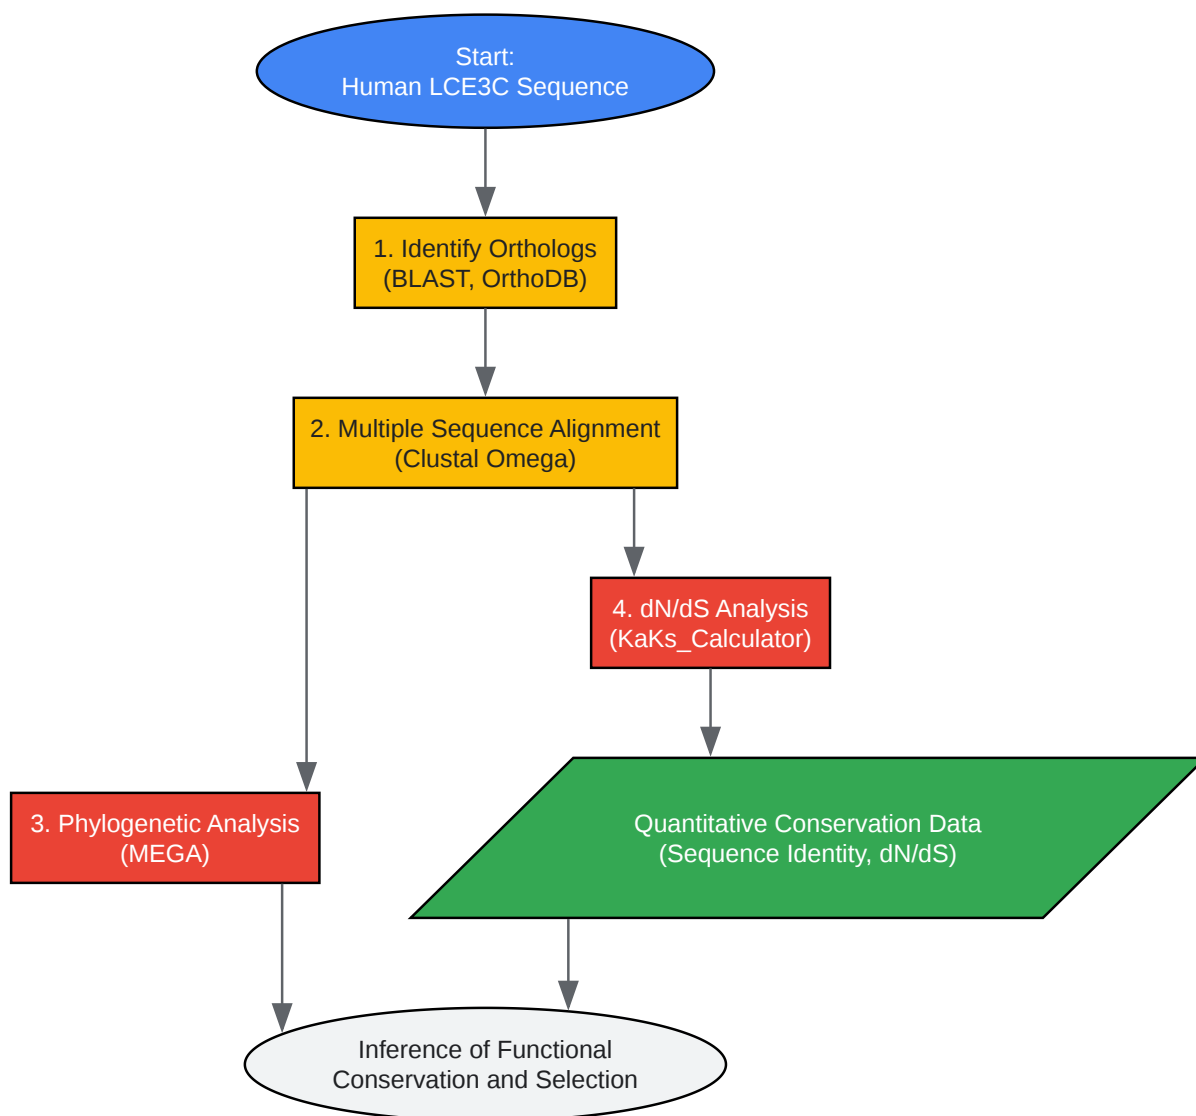 Start:
Human LCE3C Sequence
1. Identify Orthologs
(BLAST, OrthoDB)
2. Multiple Sequence Alignment
(Clustal Omega)
4. dN/dS Analysis
(KaKs_Calculator)
3. Phylogenetic Analysis
(MEGA)
Quantitative Conservation Data
(Sequence Identity, dN/dS)
Inference of Functional
Conservation and Selection